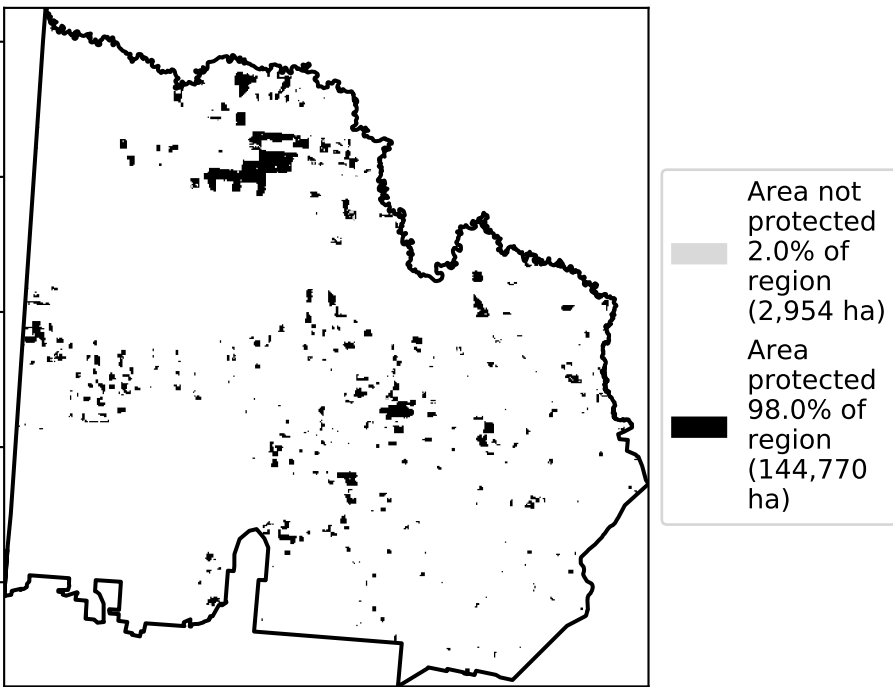 Area not
protected
2.0% of
region
(2,954 ha)
Area
protected
98.0% of
region
(144,770
ha)